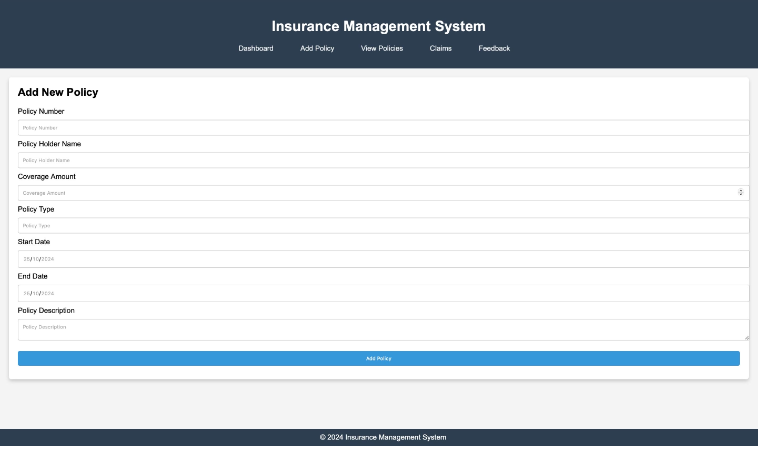 Insurance Management System
Dashboard Add Policy View Policies Claims Feedback
Add New Policy
Policy Number
Policy Number
Policy Holder Name
Policy Holder Name
Coverage Amount
Coverage Amount
Policy Type
Policy Type
Start Date
25/10/2024
End Date
25/10/2024
Policy Description
Policy Description
Add Policy
© 2024 Insurance Management System